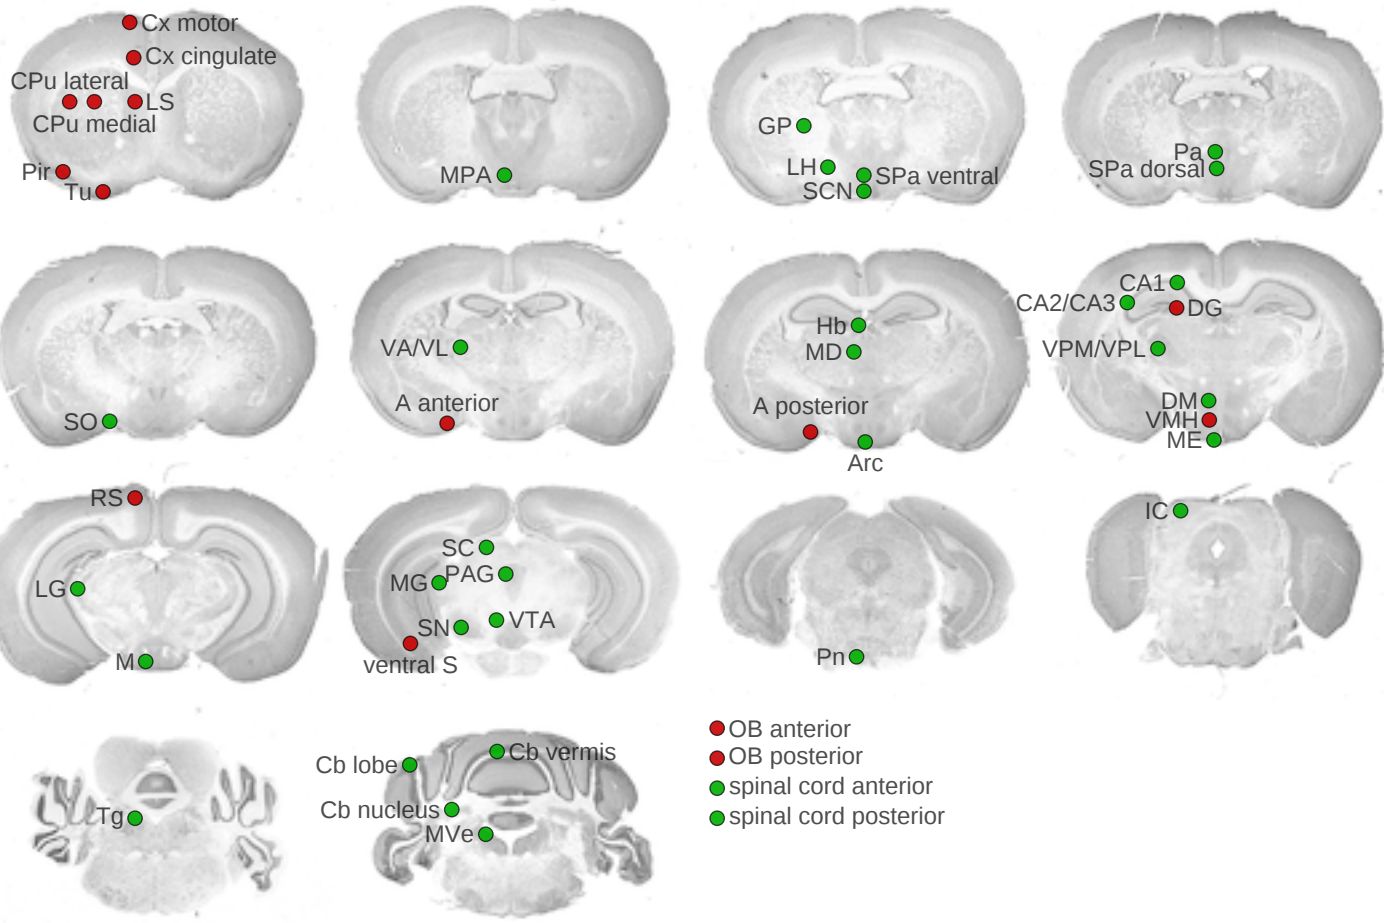 Cx motor
Cx cingulate
CPu lateral
LS
CPu medial
Pir
Tu
MPA
GP
LH
SPa ventral
SCN
Pa
SPa dorsal
SO
VA/VL
A anterior
Hb
MD
A posterior
Arc
CA1
CA2/CA3
DG
VPM/VPL
DM
VMH
ME
RS
LG
M
SC
MG
PAG
SN
VTA
ventral S
Pn
IC
Tg
Cb lobe
Cb vermis
Cb nucleus
MVe
OB anterior
OB posterior
spinal cord anterior
spinal cord posterior